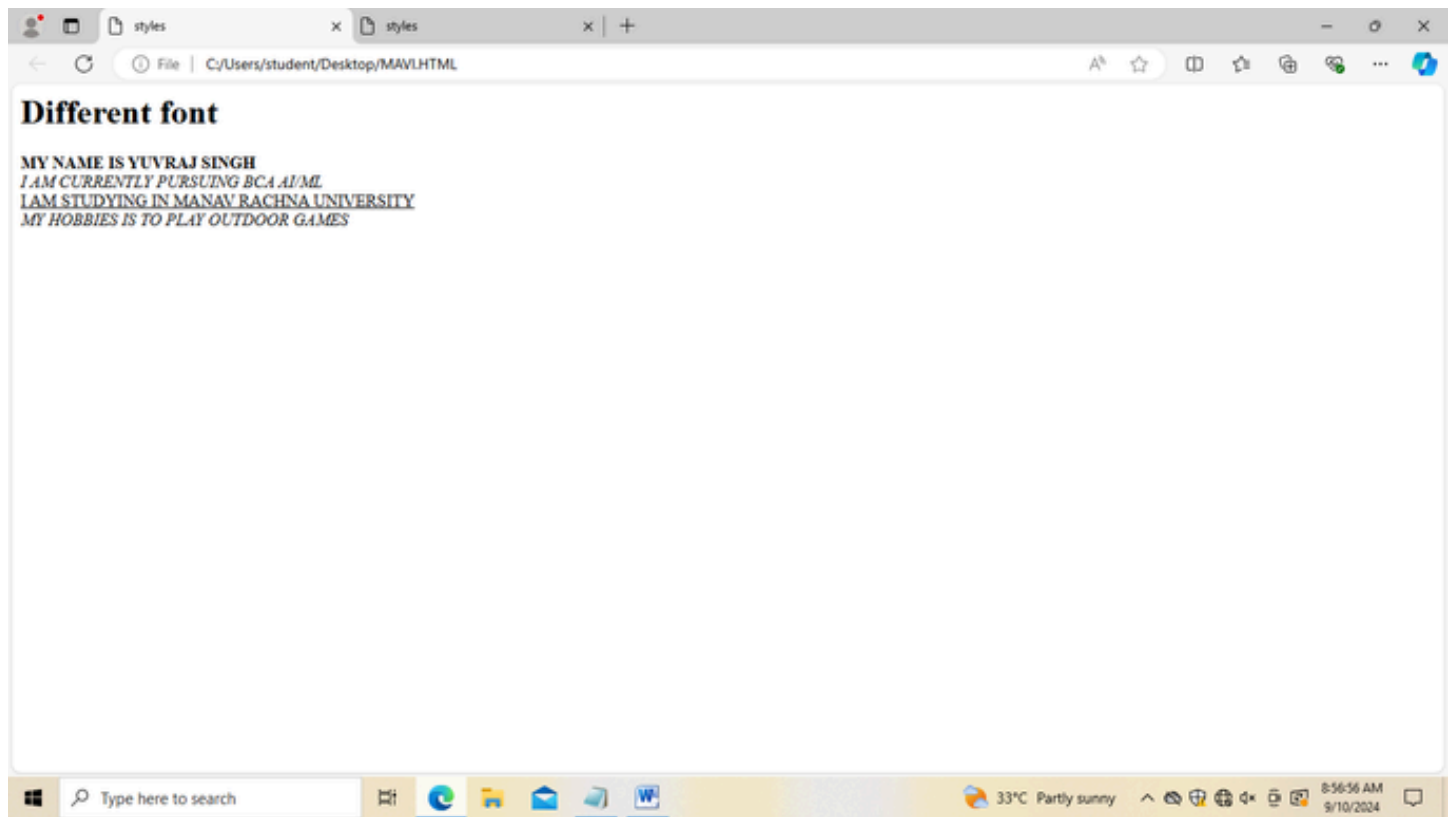 styles
styles
File
C:/Users/student/Desktop/MAVI.HTML
Different font
MY NAME IS YUVRAJ SINGH
I AM CURRENTLY PURSUING BCA AI/ML
I AM STUDYING IN MANAV RACHNA UNIVERSITY
MY HOBBIES IS TO PLAY OUTDOOR GAMES
Type here to search
33°C Partly sunny
8:56:56 AM
9/10/2024